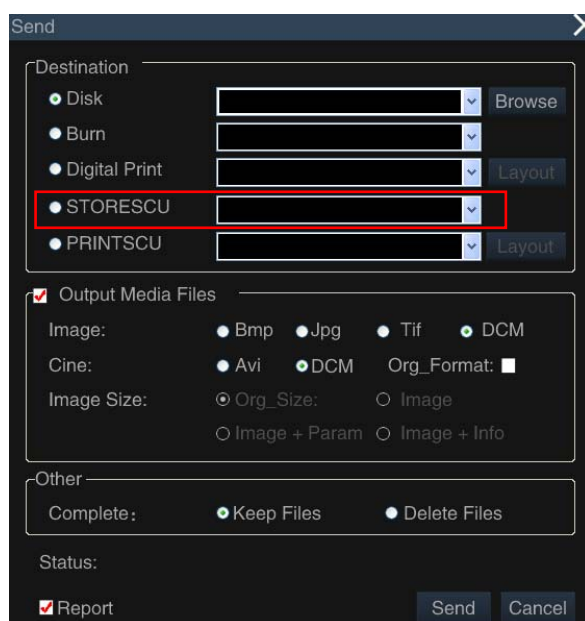 Send
Destination
Disk Browse
Burn
Digital Print Layout
STORESCU
PRINTSCU Layout
Output Media Files
Image: Bmp Jpg Tif DCM
Cine: Avi DCM Org_Format:
Image Size: Org_Size: Image
Image + Param Image + Info
Other
Complete: Keep Files Delete Files
Status:
Report Send Cancel